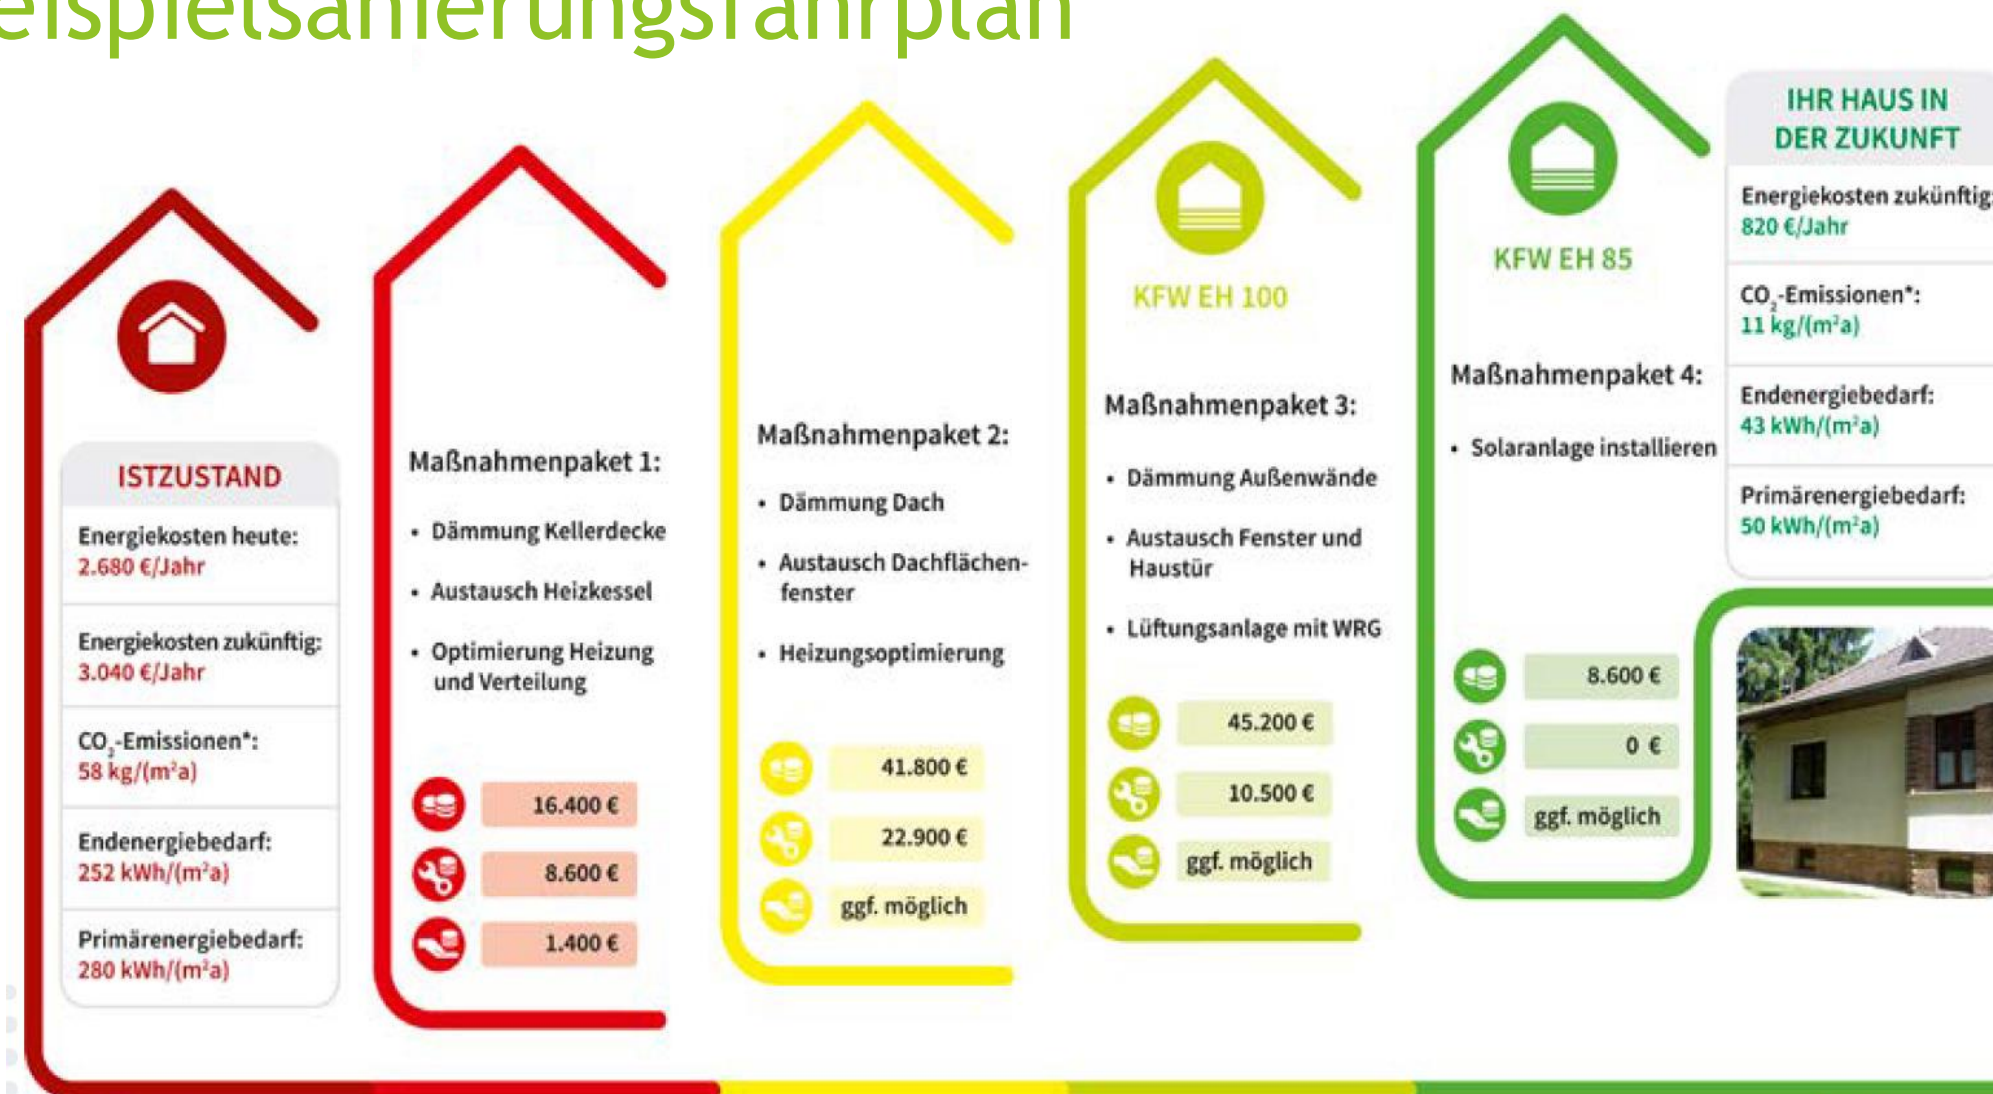 eispielsanierungsfahrplan
ISTZUSTAND
Energiekosten heute:
2.680 €/Jahr
Energiekosten zukünftig:
3.040 €/Jahr
CO₂-Emissionen*:
58 kg/(m²a)
Endenergiebedarf:
252 kWh/(m²a)
Primärenergiebedarf:
280 kWh/(m²a)
Maßnahmenpaket 1:
• Dämmung Kellerdecke
• Austausch Heizkessel
• Optimierung Heizung
und Verteilung
16.400 €
8.600 €
1.400 €
Maßnahmenpaket 2:
• Dämmung Dach
• Austausch Dachflächen-
fenster
• Heizungsoptimierung
41.800 €
22.900 €
ggf. möglich
KFW EH 100
Maßnahmenpaket 3:
• Dämmung Außenwände
• Austausch Fenster und
Haustür
• Lüftungsanlage mit WRG
45.200 €
10.500 €
ggf. möglich
KFW EH 85
Maßnahmenpaket 4:
• Solaranlage installieren
8.600 €
0 €
ggf. möglich
IHR HAUS IN
DER ZUKUNFT
Energiekosten zukünftig:
820 €/Jahr
CO₂-Emissionen*:
11 kg/(m²a)
Endenergiebedarf:
43 kWh/(m²a)
Primärenergiebedarf:
50 kWh/(m²a)